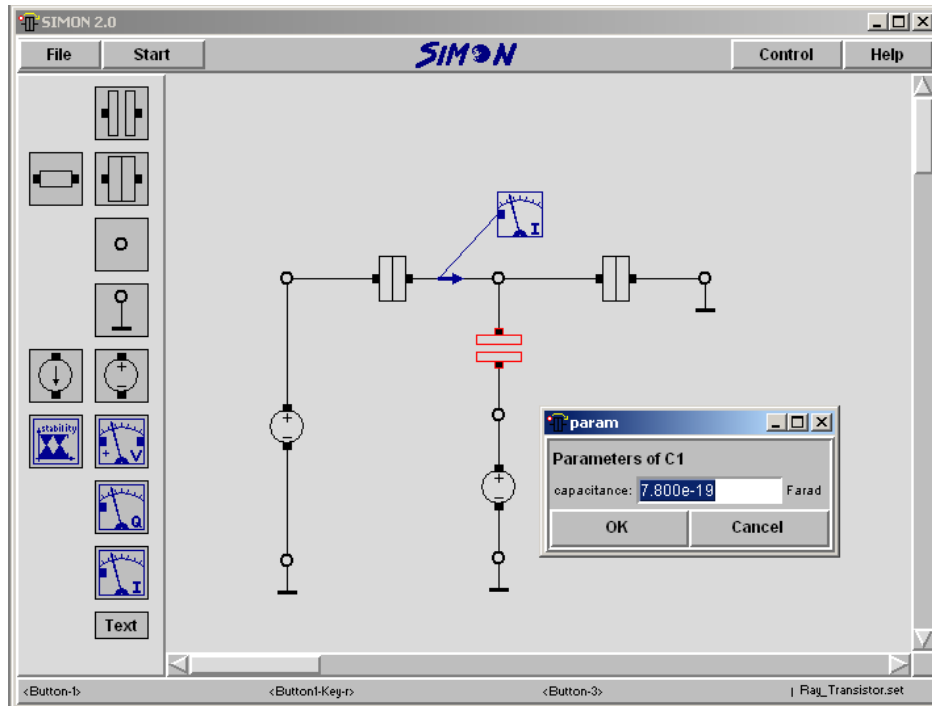 SIMON 2.0
File Start SIMON Control Help
I
stability
V
Q
I
Text
param
Parameters of C1
capacitance: 7.800e-19 Farad
OK Cancel
<Button-1> <Button1-Key-r> <Button-3> | Ray_Transistor.set